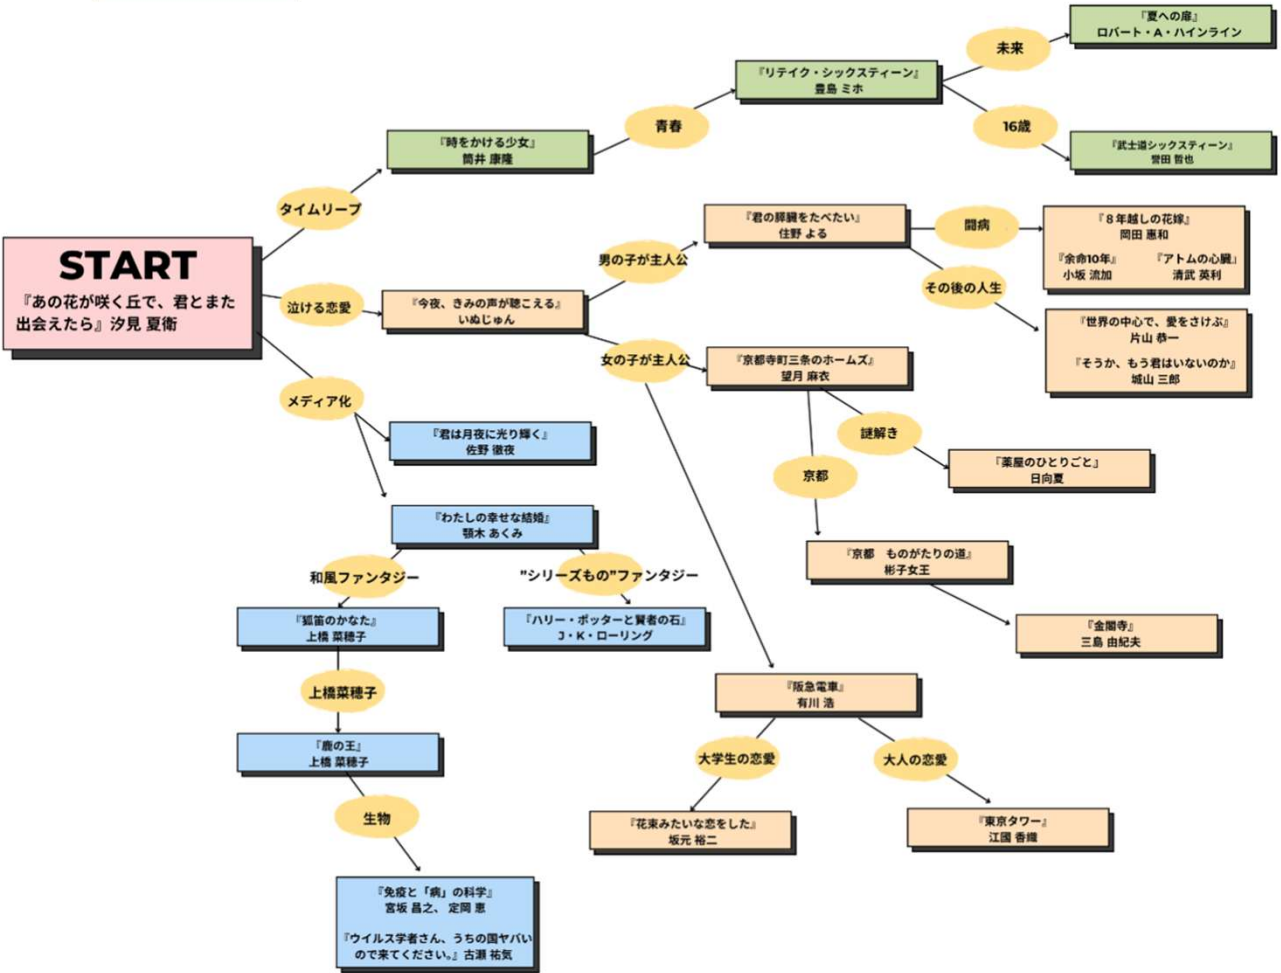 START
『あの花が咲く丘で、君とまた
出会えたら』汐見 夏衛
タイムリープ
『時をかける少女』
筒井 康隆
青春
『リテイク・シックスティーン』
豊島 ミホ
未来
『夏への扉』
ロバート・A・ハインライン
16歳
『武士道シックスティーン』
誉田 哲也
泣ける恋愛
『今夜、きみの声が聴こえる』
いぬじゅん
男の子が主人公
『君の膵臓をたべたい』
住野 よる
闘病
『８年越しの花嫁』
岡田 惠和
『余命10年』 『アトムの心臓』
小坂 流加 清武 英利
その後の人生
『世界の中心で、愛をさけぶ』
片山 恭一
『そうか、もう君はいないのか』
城山 三郎
女の子が主人公
『京都寺町三条のホームズ』
望月 麻衣
謎解き
『薬屋のひとりごと』
日向夏
京都
『京都 ものがたりの道』
彬子女王
『金閣寺』
三島 由紀夫
『阪急電車』
有川 浩
大学生の恋愛
『花束みたいな恋をした』
坂元 裕二
大人の恋愛
『東京タワー』
江國 香織
メディア化
『君は月夜に光り輝く』
佐野 徹夜
『わたしの幸せな結婚』
顎木 あくみ
和風ファンタジー
『狐笛のかなた』
上橋 菜穂子
上橋菜穂子
『鹿の王』
上橋 菜穂子
生物
『免疫と「病」の科学』
宮坂 昌之、 定岡 恵
『ウイルス学者さん、うちの国ヤバい
ので来てください。』古瀬 祐気
”シリーズもの”ファンタジー
『ハリー・ポッターと賢者の石』
J・K・ローリング